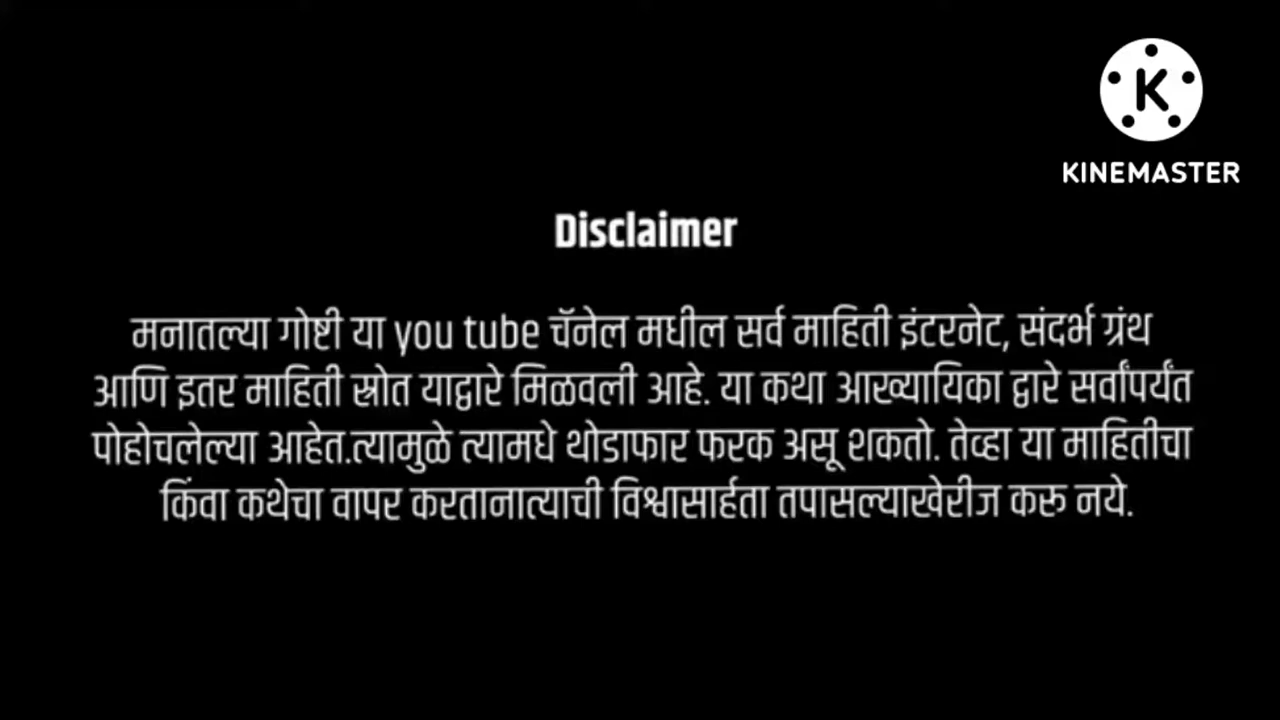 K
KINEMASTER
Disclaimer
मनातल्या गोष्टी या you tube चॅनेल मधील सर्व माहिती इंटरनेट, संदर्भ ग्रंथ
आणि इतर माहिती स्रोत याद्वारे मिळवली आहे. या कथा आख्यायिका द्वारे सर्वांपर्यंत
पोहोचलेल्या आहेत.त्यामुळे त्यामधे थोडाफार फरक असू शकतो. तेव्हा या माहितीचा
किंवा कथेचा वापर करतानात्याची विश्वासार्हता तपासल्याखेरीज करू नये.